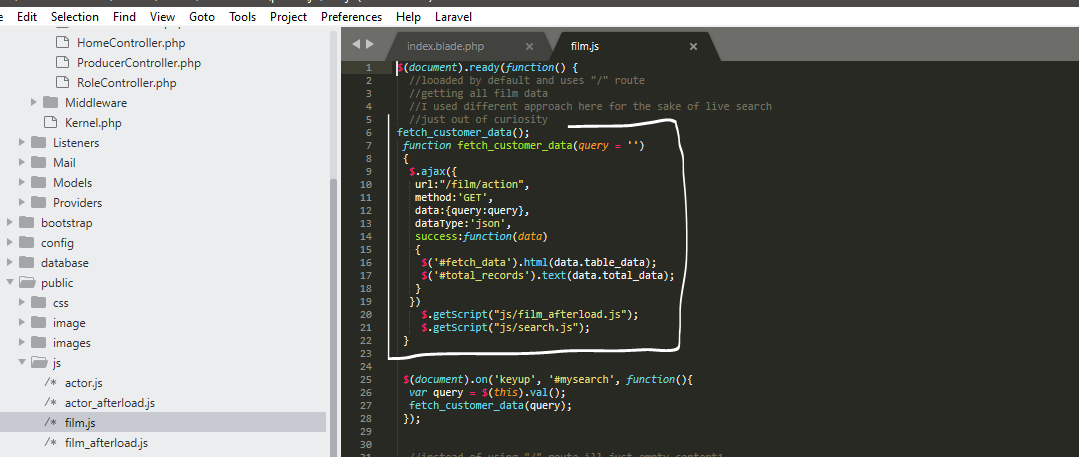 Edit Selection Find View Goto Tools Project Preferences Help Laravel
HomeController.php
ProducerController.php
RoleController.php
Middleware
Kernel.php
Listeners
Mail
Models
Providers
bootstrap
config
database
public
css
image
images
js
/* actor.js
/* actor_afterload.js
/* film.js
/* film_afterload.js
index.blade.php × film.js ×
1 $(document).ready(function() {
2 //looaded by default and uses "/" route
3 //getting all film data
4 //I used different approach here for the sake of live search
5 //just out of curiosity
6 fetch_customer_data();
7 function fetch_customer_data(query = '')
8 {
9 $.ajax({
10 url:"/film/action",
11 method:'GET',
12 data:{query:query},
13 dataType:'json',
14 success:function(data)
15 {
16 $('#fetch_data').html(data.table_data);
17 $('#total_records').text(data.total_data);
18 }
19 })
20 $.getScript("js/film_afterload.js");
21 $.getScript("js/search.js");
22 }
23
24
25 $(document).on('keyup', '#mysearch', function(){
26 var query = $(this).val();
27 fetch_customer_data(query);
28 });
29
30